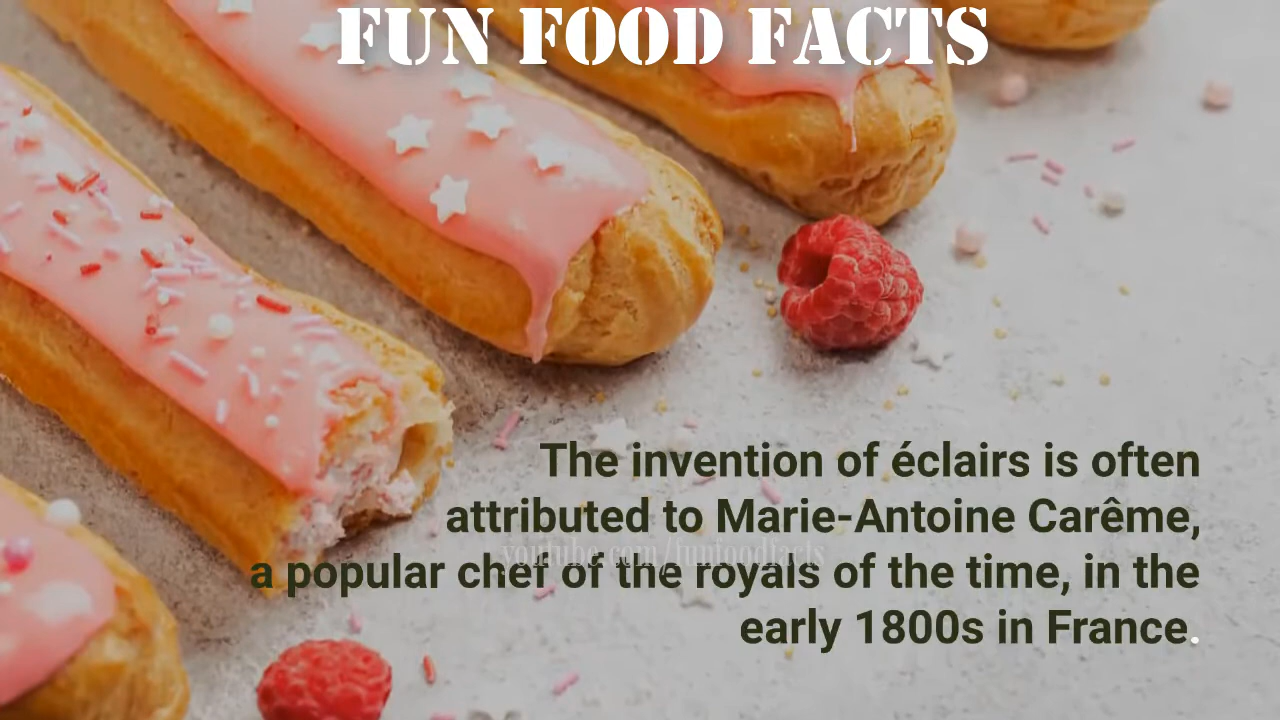 FUN FOOD FACTS
The invention of éclairs is often
attributed to Marie-Antoine Carême,
youtube.com/funfoodfacts
a popular chef of the royals of the time, in the
early 1800s in France.